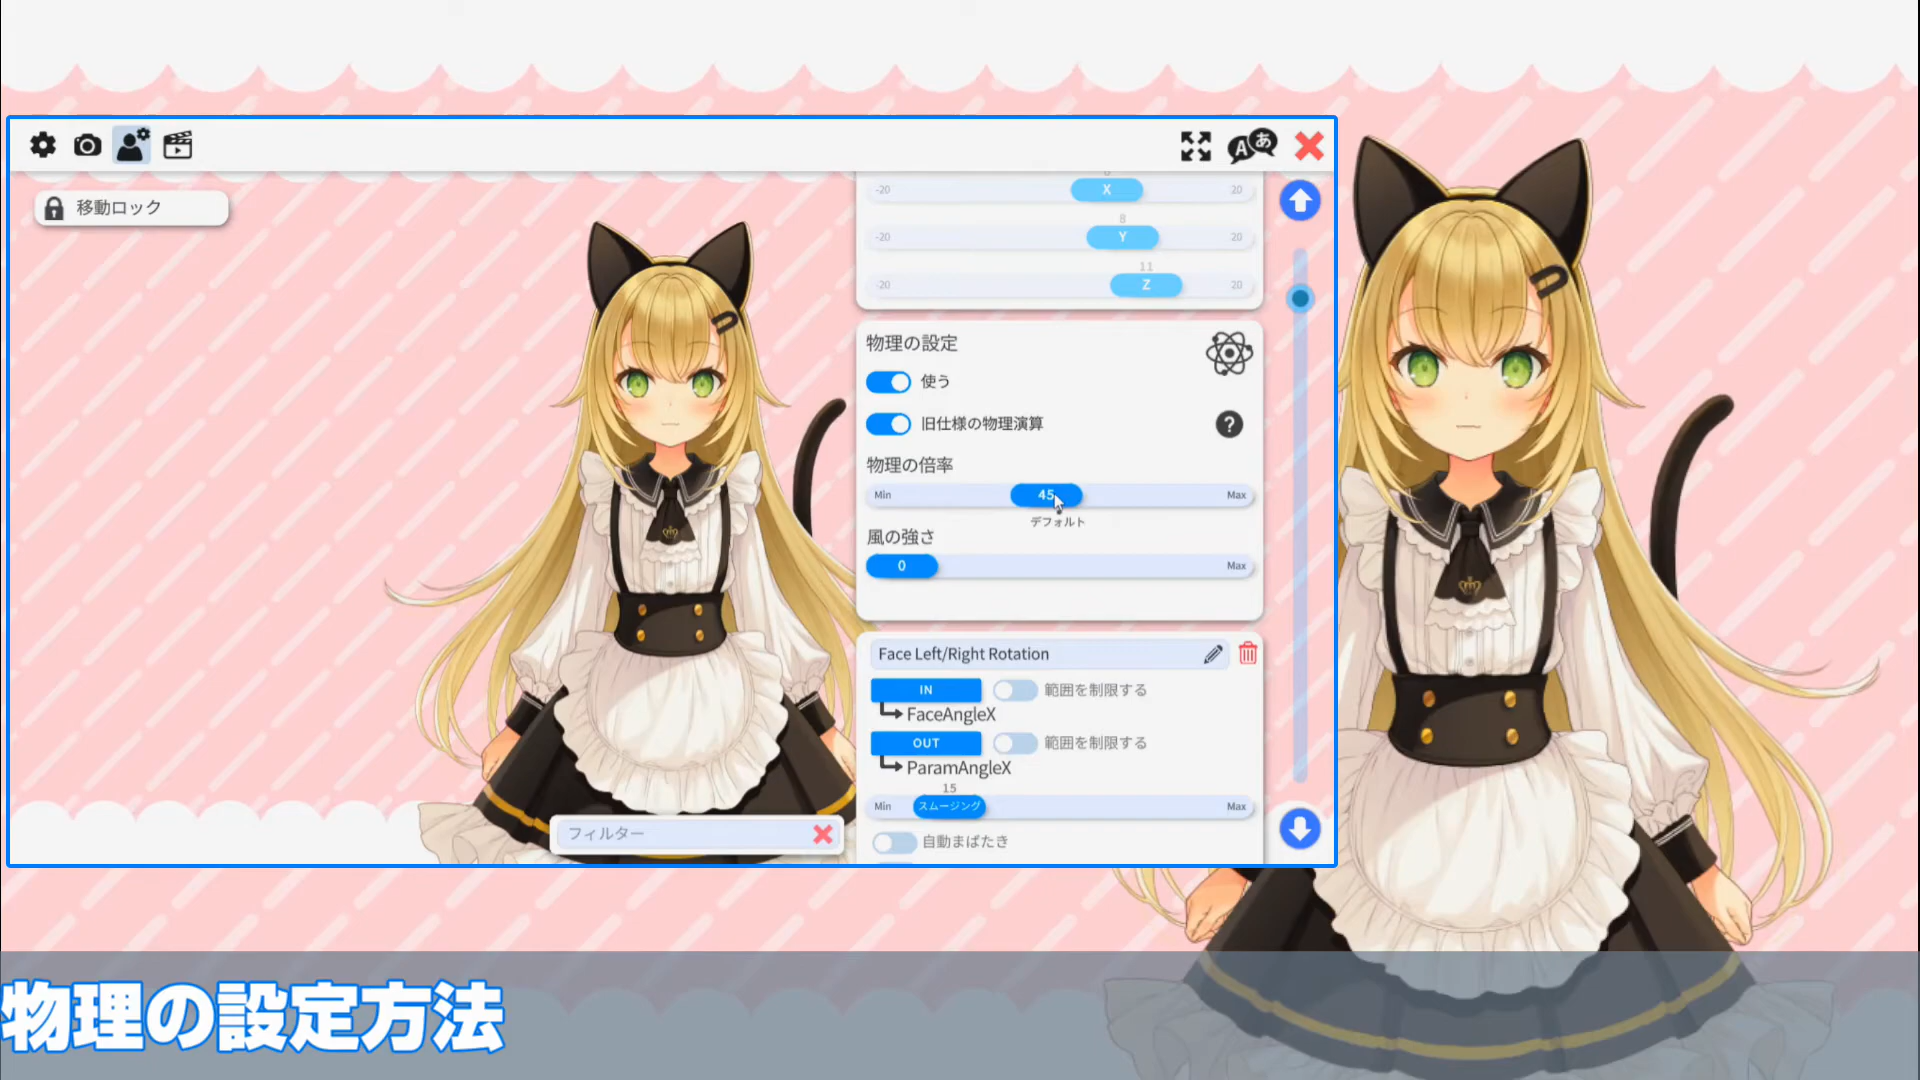 移動ロック
A あ
-20 X 20
8
-20 Y 20
11
-20 Z 20
物理の設定
使う
旧仕様の物理演算 ?
物理の倍率
Min 45 Max
デフォルト
風の強さ
0 Max
Face Left/Right Rotation
IN 範囲を制限する
FaceAngleX
OUT 範囲を制限する
ParamAngleX
15
Min スムージング Max
自動まばたき
フィルター
物理の設定方法